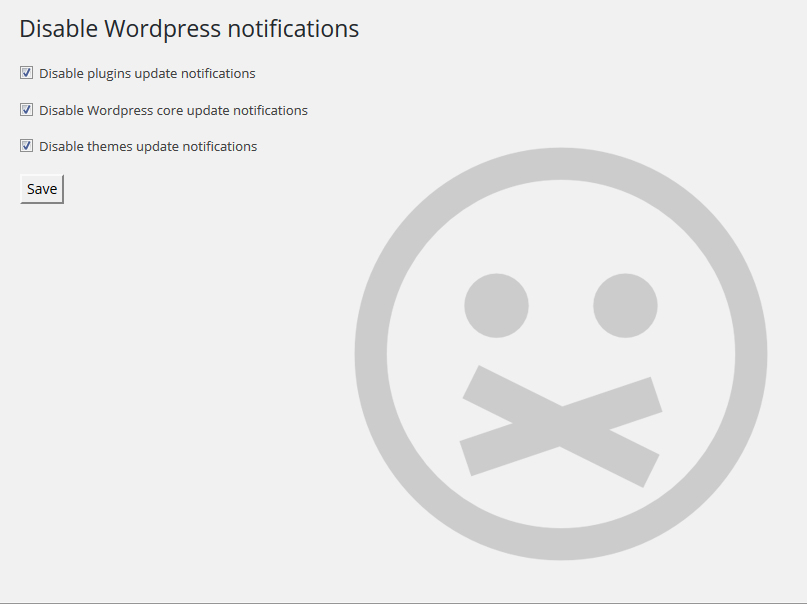 Disable Wordpress notifications
Disable plugins update notifications
Disable Wordpress core update notifications
Disable themes update notifications
Save